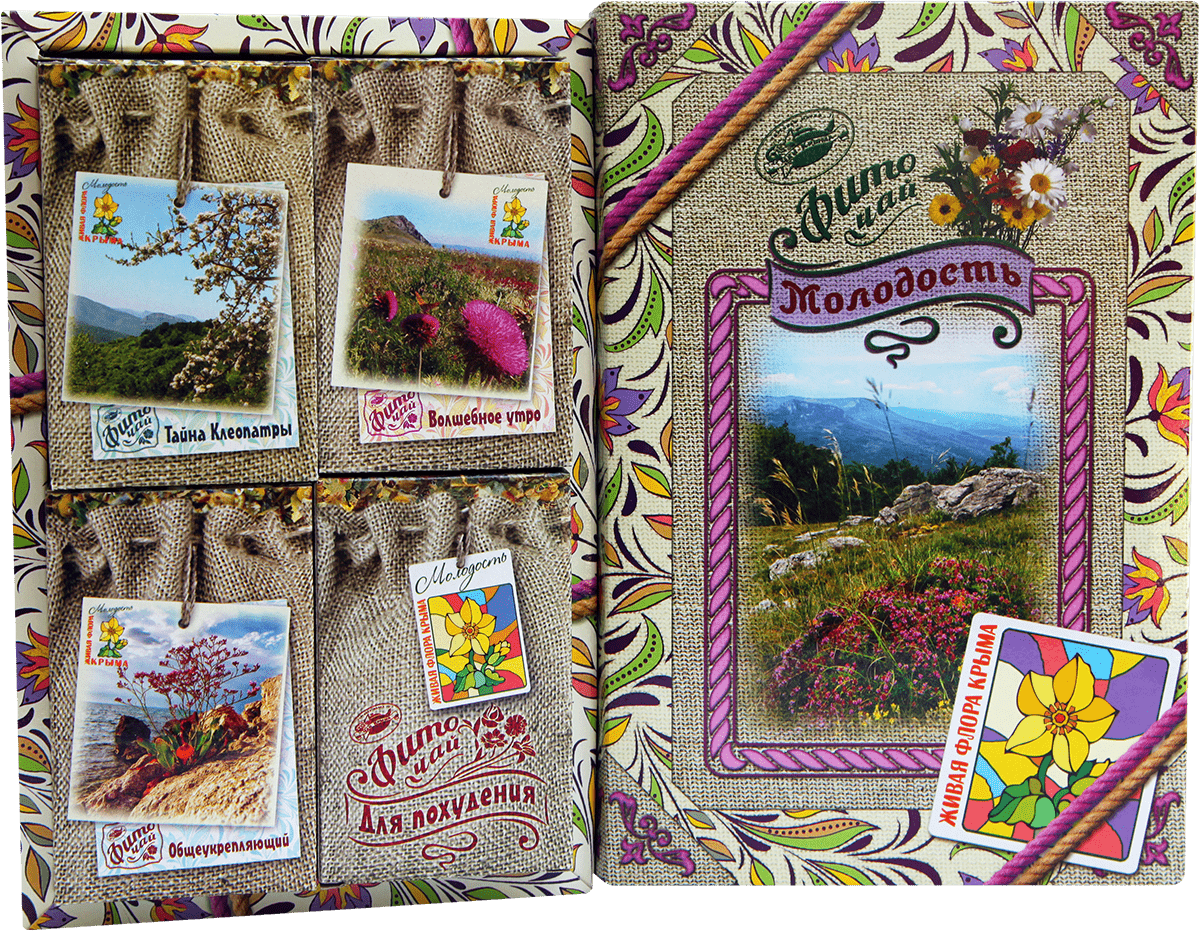 Молодость
ЖИВАЯ ФЛОРА
КРЫМА
Фито
чай
Тайна Клеопатры
Молодость
ЖИВАЯ ФЛОРА
КРЫМА
Фито
чай
Волшебное утро
Молодость
ЖИВАЯ ФЛОРА
КРЫМА
Фито
чай
Общеукрепляющий
Молодость
ЖИВАЯ ФЛОРА КРЫМА
Фито
чай
Для похудения
Фито
чай
Молодость
ЖИВАЯ ФЛОРА КРЫМА